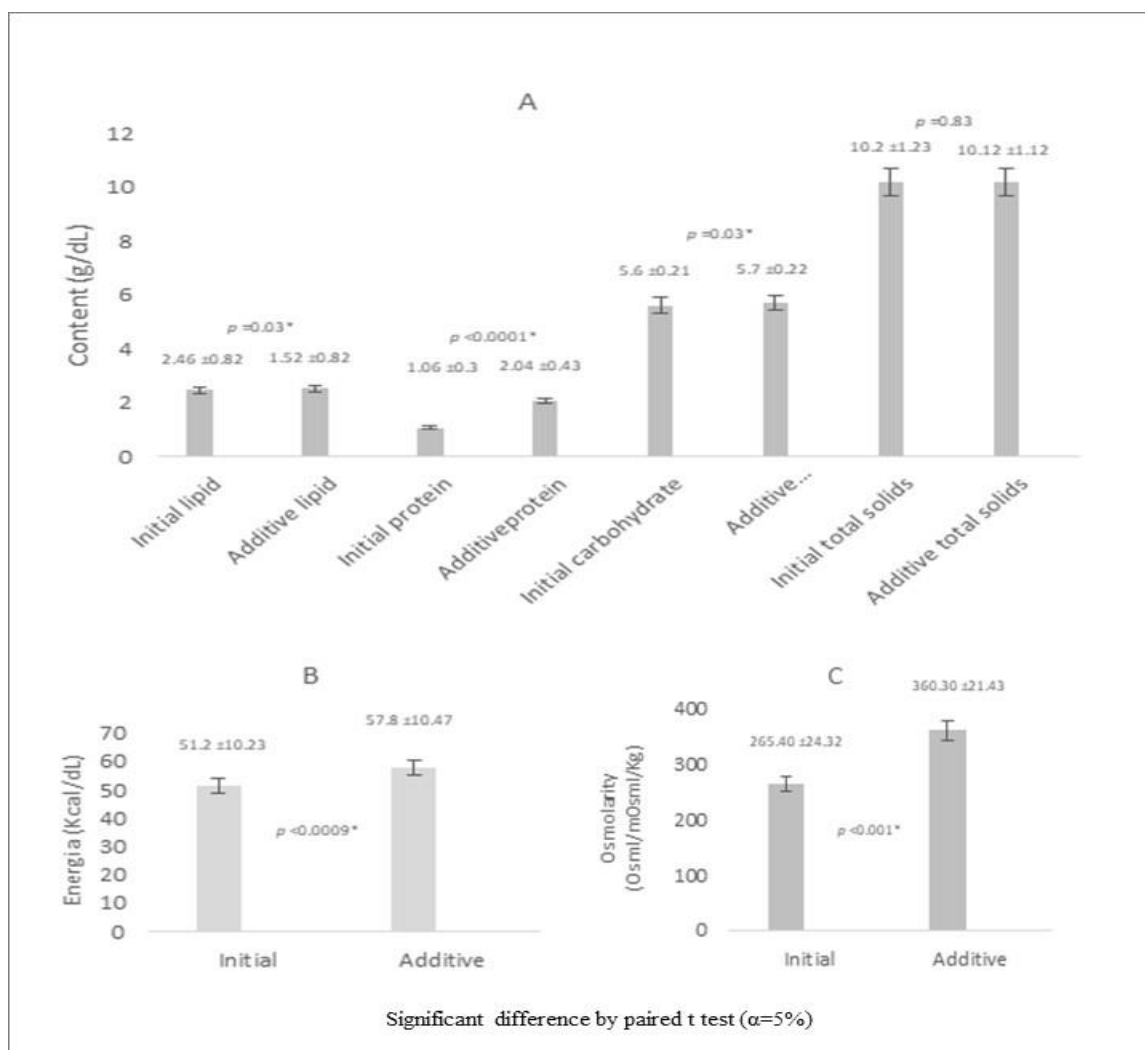 A
p =0.83
12
10.2 ±1.23 10.12 ±1.12
10
p =0.03*
8
5.6 ±0.21 5.7 ±0.22
6
p =0.03* p <0.0001*
4
2.46 ±0.82 1.52 ±0.82 1.06 ±0.3 2.04 ±0.43
2
0
Content (g/dL)
Initial lipid
Additive lipid
Initial protein
Additiveprotein
Initial carbohydrate
Additive...
Initial total solids
Additive total solids
B
70
60
50
40
30
20
10
0
Energia (Kcal/dL)
51.2 ±10.23
57.8 ±10.47
p <0.0009*
Initial Additive
C
400
300
200
100
0
Osmolarity
(Osml/mOsml/Kg)
265.40 ±24.32
360.30 ±21.43
p <0.001*
Initial Additive
Significant difference by paired t test (α=5%)